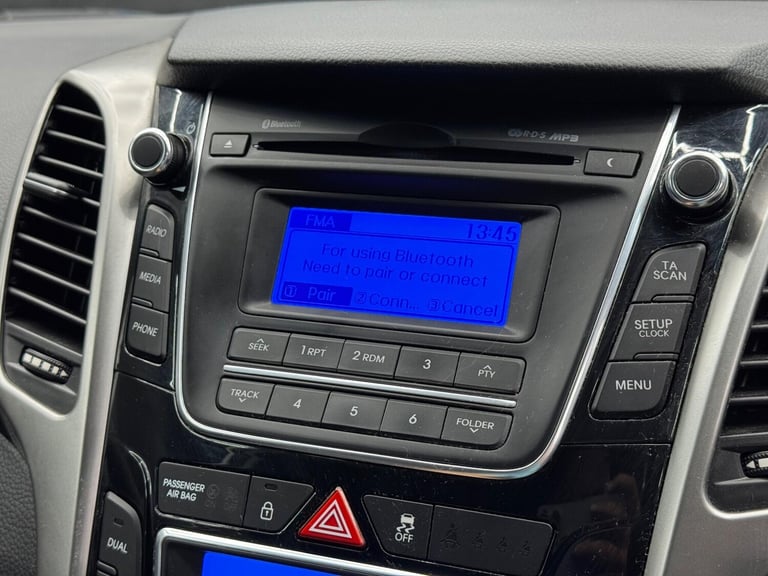 Bluetooth
R·D·S MP3
FMA
13:45
For using Bluetooth
Need to pair or connect
① Pair ②Conn... ③Cancel
RADIO
MEDIA
PHONE
SEEK
1 RPT
2 RDM
3
PTY
TRACK
4
5
6
FOLDER
TA
SCAN
SETUP
CLOCK
MENU
PASSENGER
AIR BAG
OFF
DUAL